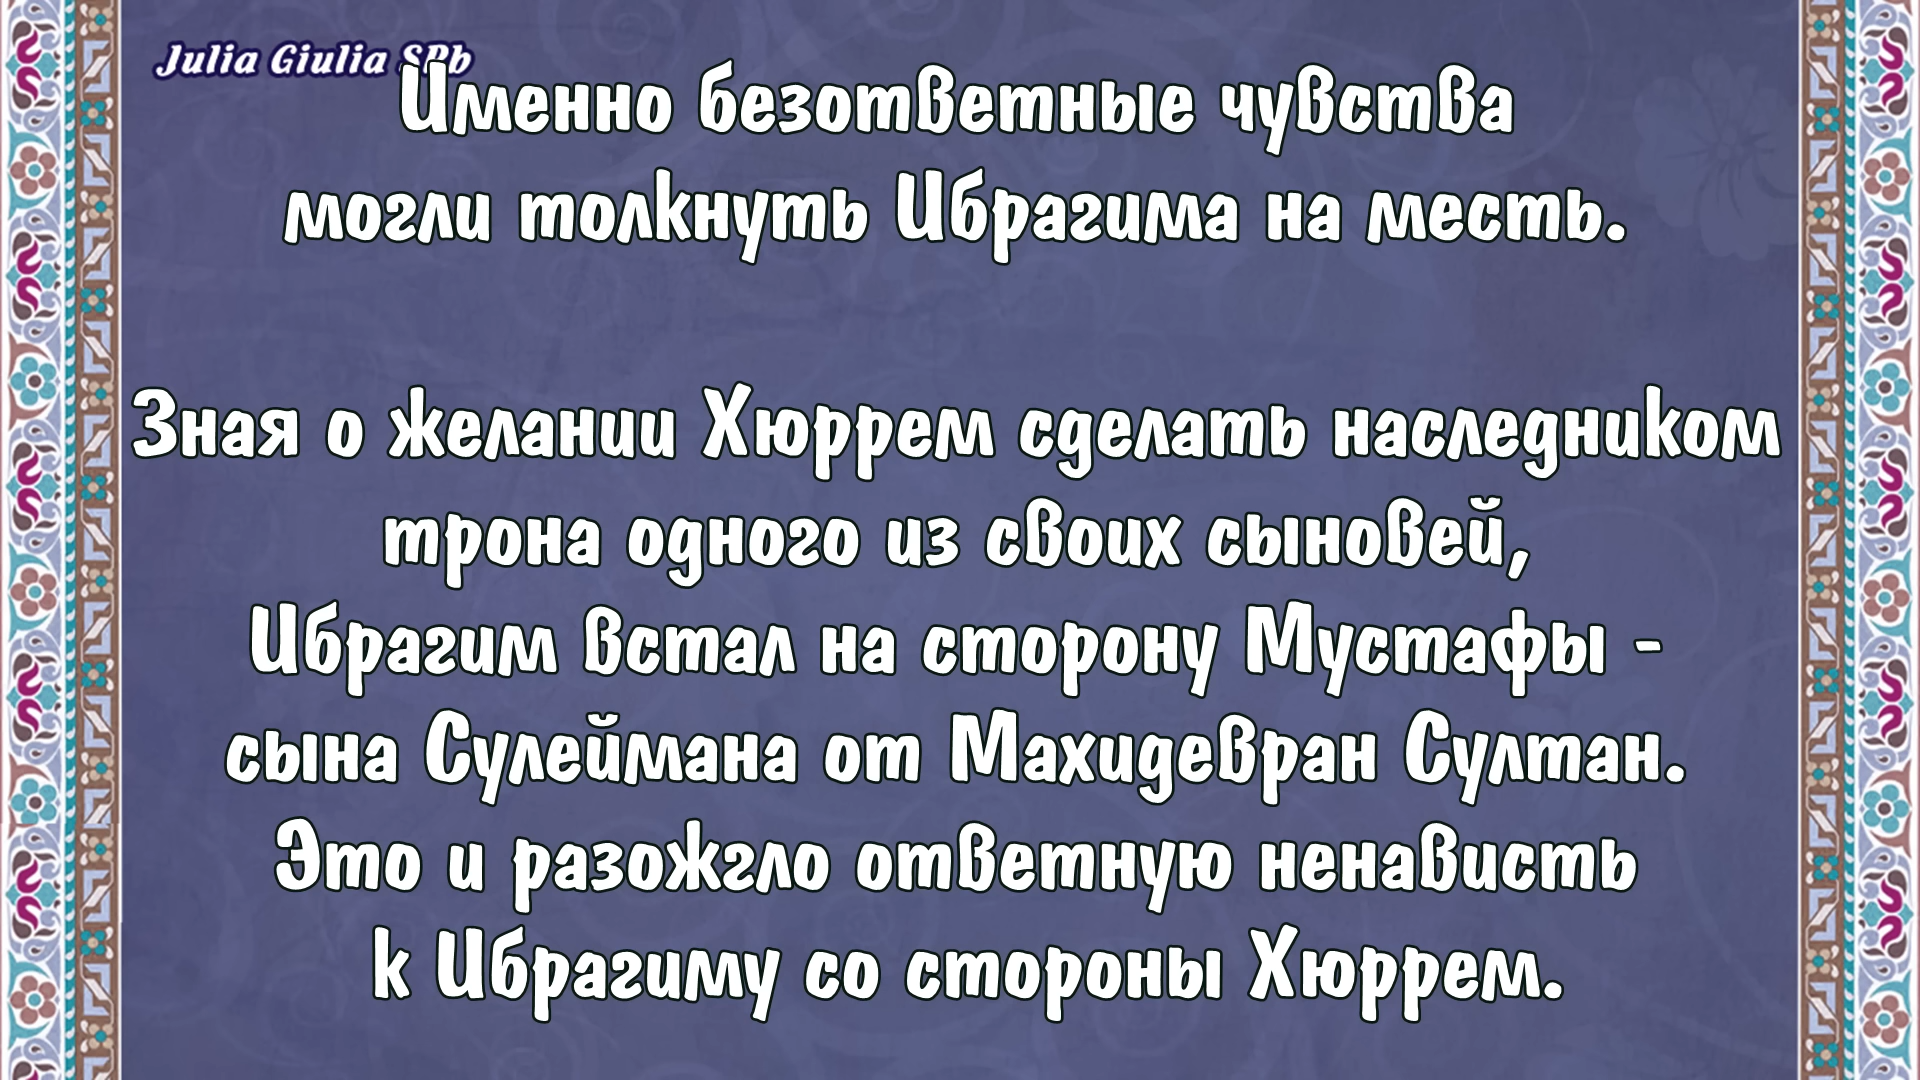 Julia Giulia SPb
Именно безответные чувства
могли толкнуть Ибрагима на месть.
Зная о желании Хюррем сделать наследником
трона одного из своих сыновей,
Ибрагим встал на сторону Мустафы -
сына Сулеймана от Махидевран Султан.
Это и разожгло ответную ненависть
к Ибрагиму со стороны Хюррем.